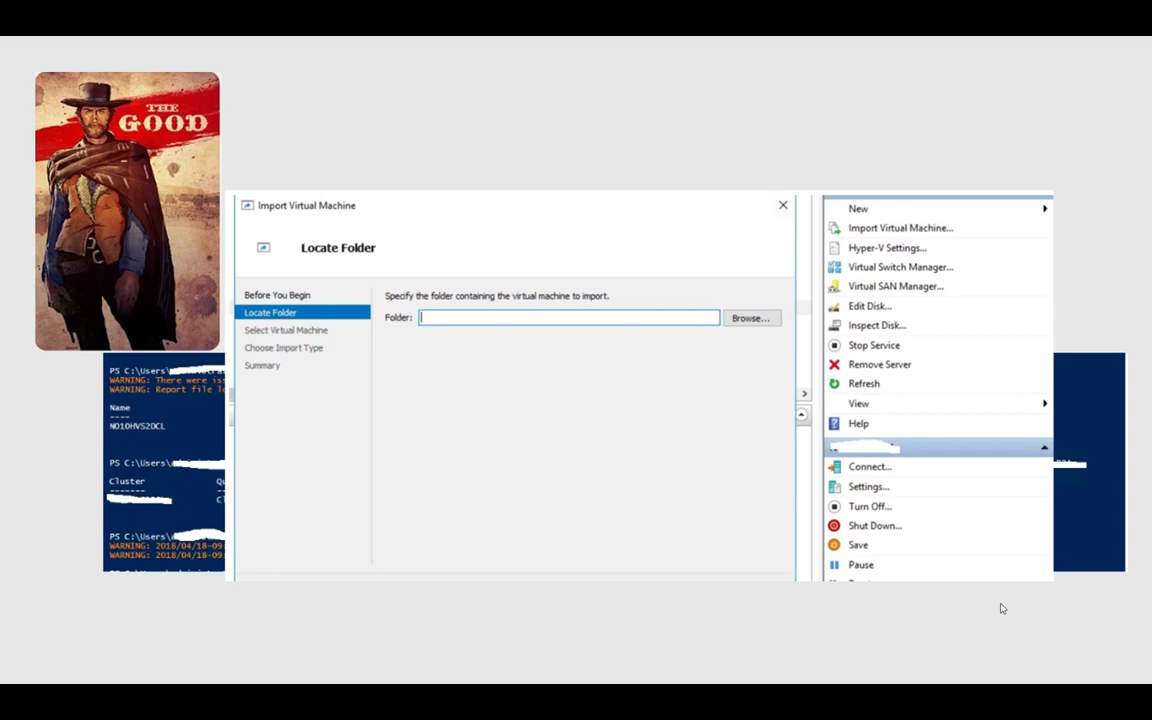 THE
GOOD
Import Virtual Machine
Locate Folder
Before You Begin
Locate Folder
Select Virtual Machine
Choose Import Type
Summary
Specify the folder containing the virtual machine to import.
Folder:
Browse...
New
Import Virtual Machine...
Hyper-V Settings...
Virtual Switch Manager...
Virtual SAN Manager...
Edit Disk...
Inspect Disk...
Stop Service
Remove Server
Refresh
View
Help
Connect...
Settings...
Turn Off...
Shut Down...
Save
Pause
PS C:\Users\
WARNING: There were iss
WARNING: Report file lo
Name
----
NO10HVS2DCL
PS C:\Users\
Cluster Qu
PS C:\Users\
WARNING: 2018/04/18-09
WARNING: 2018/04/18-09